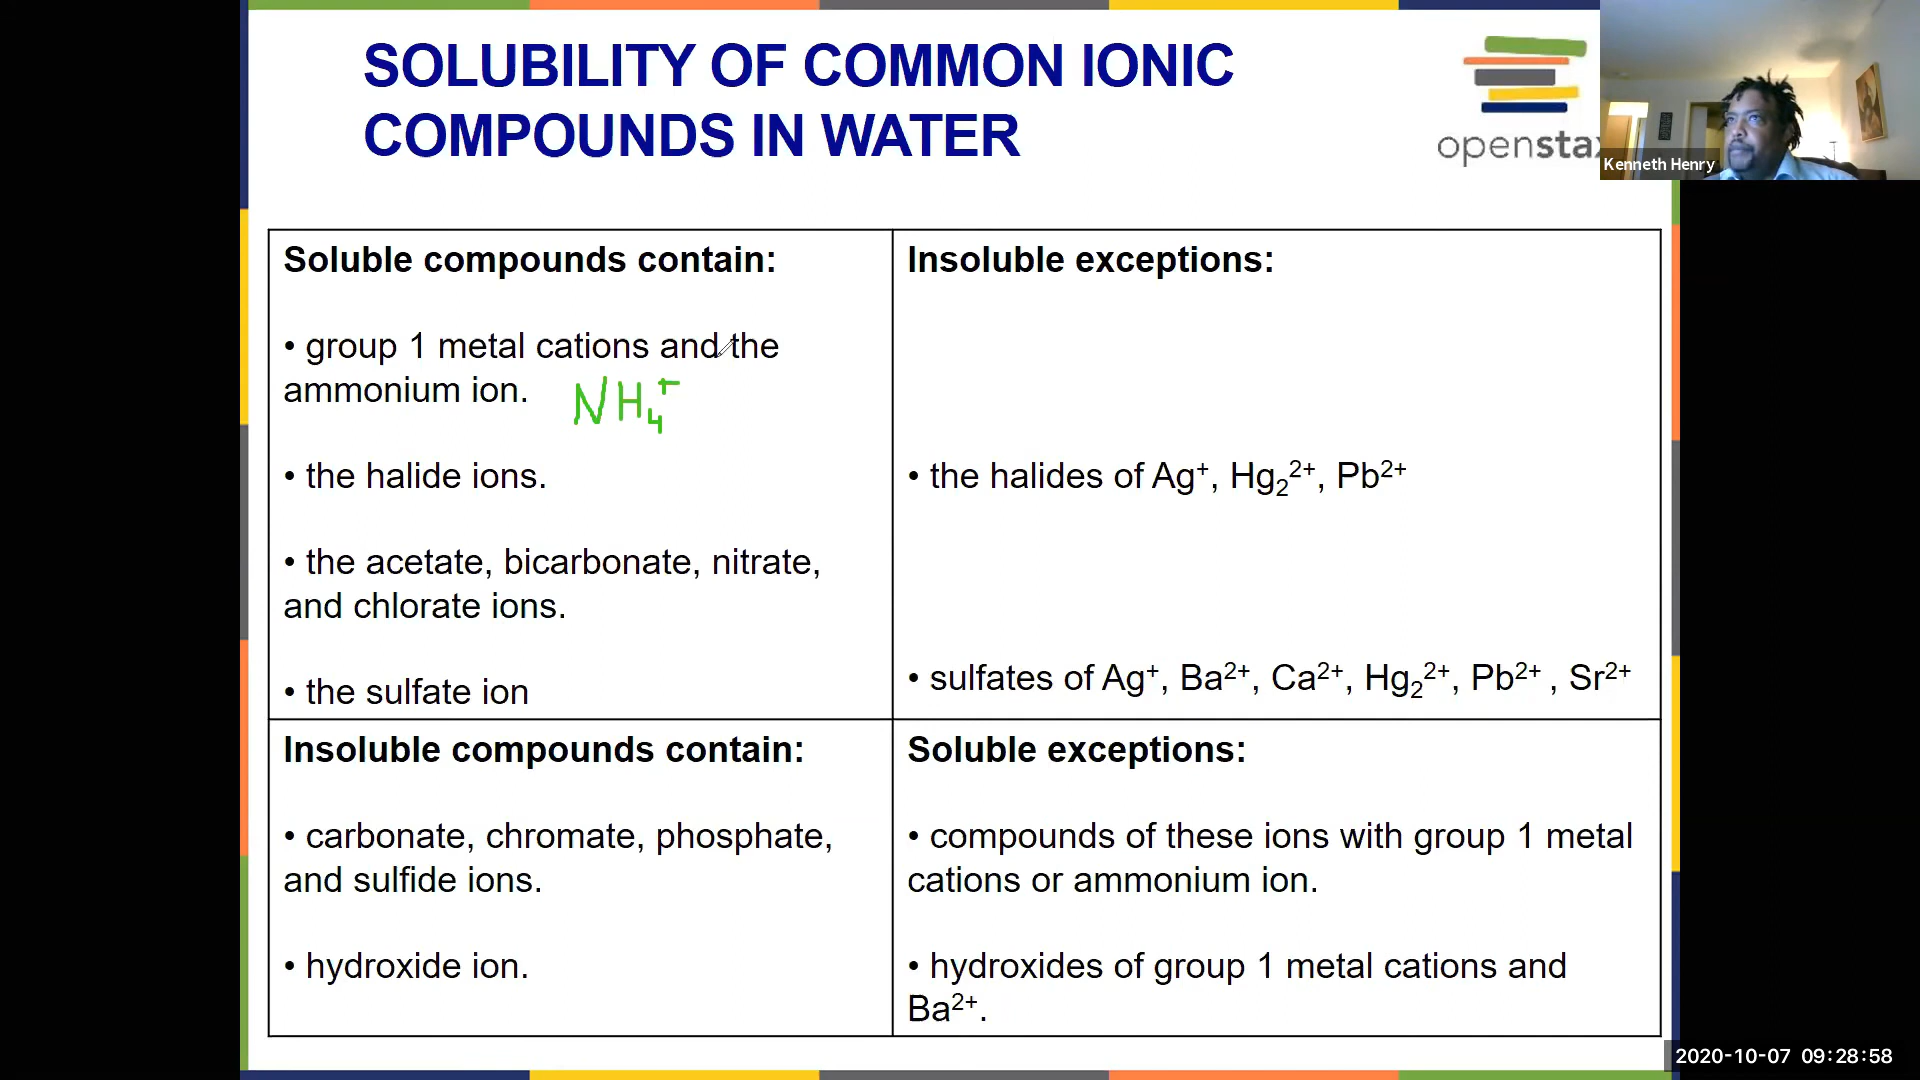 SOLUBILITY OF COMMON IONIC
COMPOUNDS IN WATER
openstax
Kenneth Henry
Soluble compounds contain:
• group 1 metal cations and the
ammonium ion.
NH₄⁺
• the halide ions.
• the acetate, bicarbonate, nitrate,
and chlorate ions.
• the sulfate ion
Insoluble exceptions:
• the halides of Ag⁺, Hg₂²⁺, Pb²⁺
• sulfates of Ag⁺, Ba²⁺, Ca²⁺, Hg₂²⁺, Pb²⁺ , Sr²⁺
Insoluble compounds contain:
• carbonate, chromate, phosphate,
and sulfide ions.
• hydroxide ion.
Soluble exceptions:
• compounds of these ions with group 1 metal
cations or ammonium ion.
• hydroxides of group 1 metal cations and
Ba²⁺.
2020-10-07 09:28:58